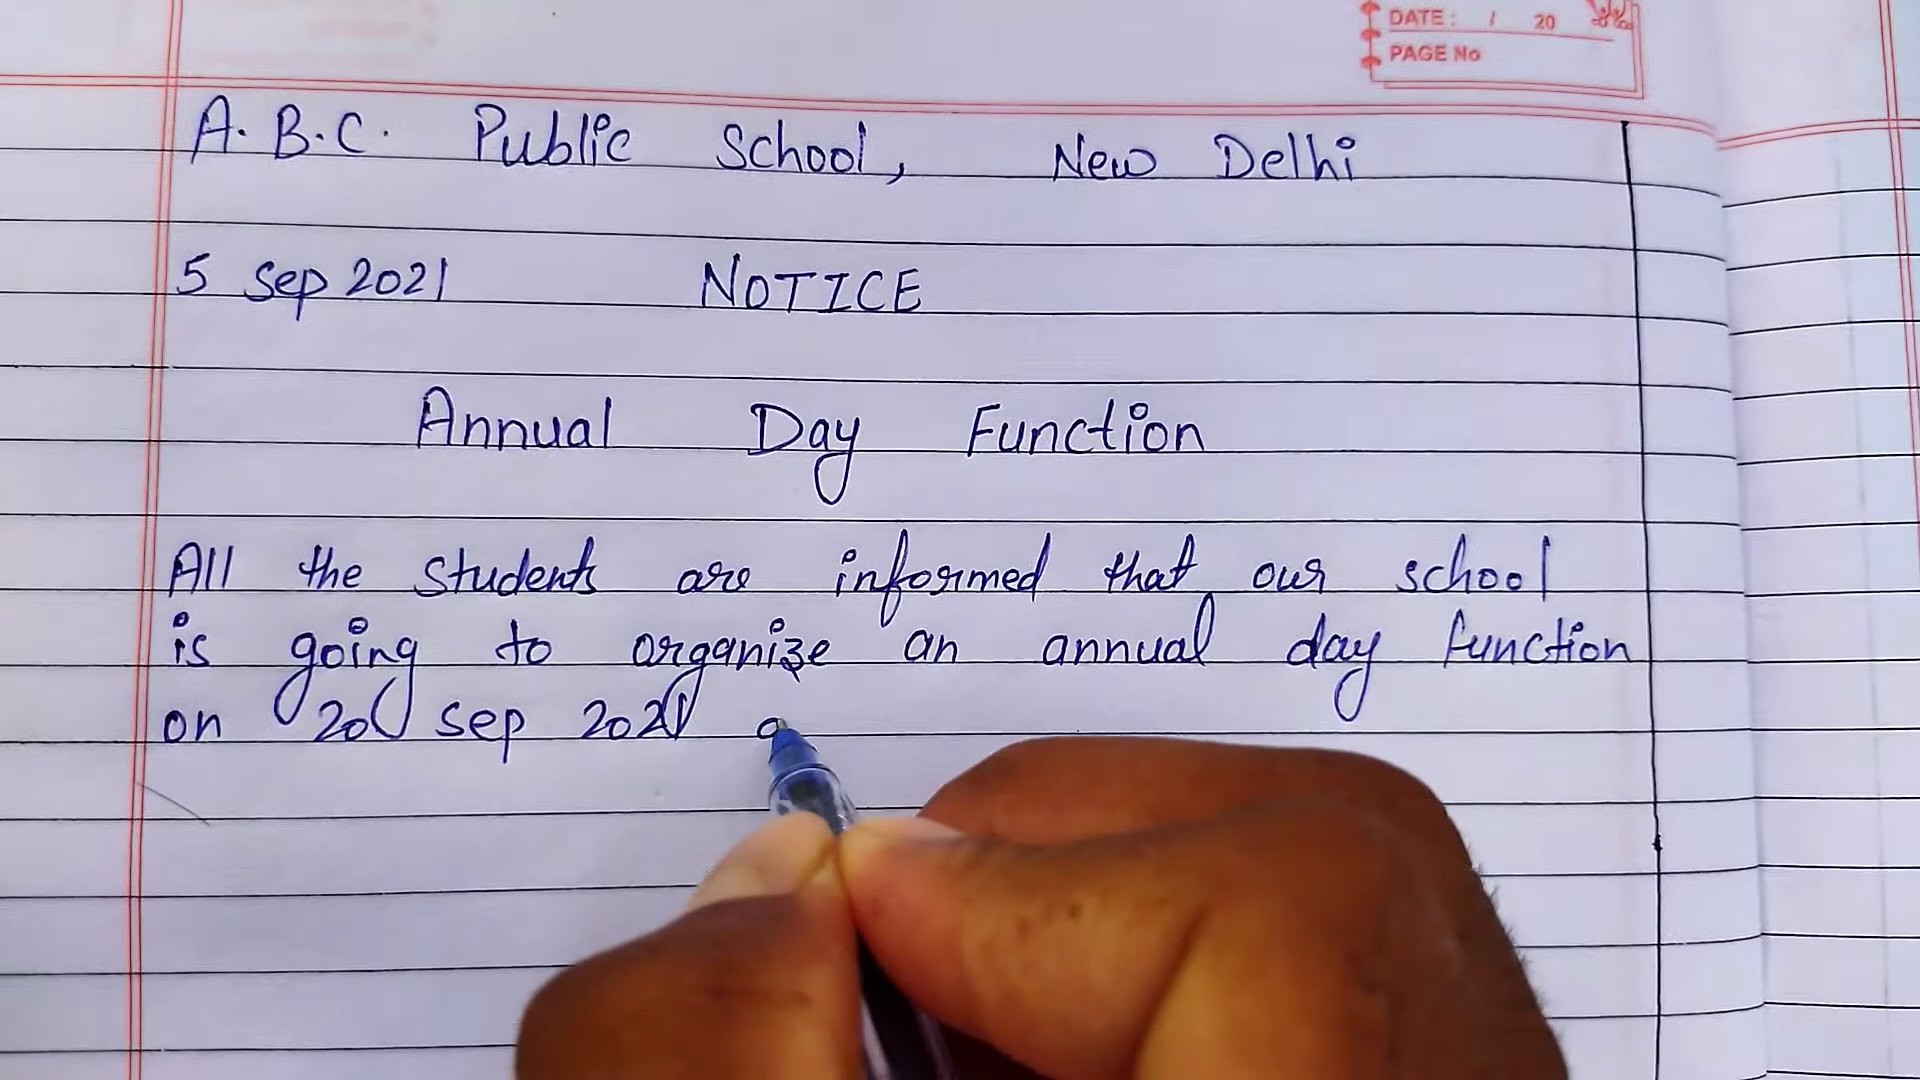 DATE: / 20
PAGE No
A.B.C. Public School, New Delhi
5 Sep 2021 NOTICE
Annual Day Function
All the students are informed that our school
is going to organize an annual day function
on 20 sep 2021